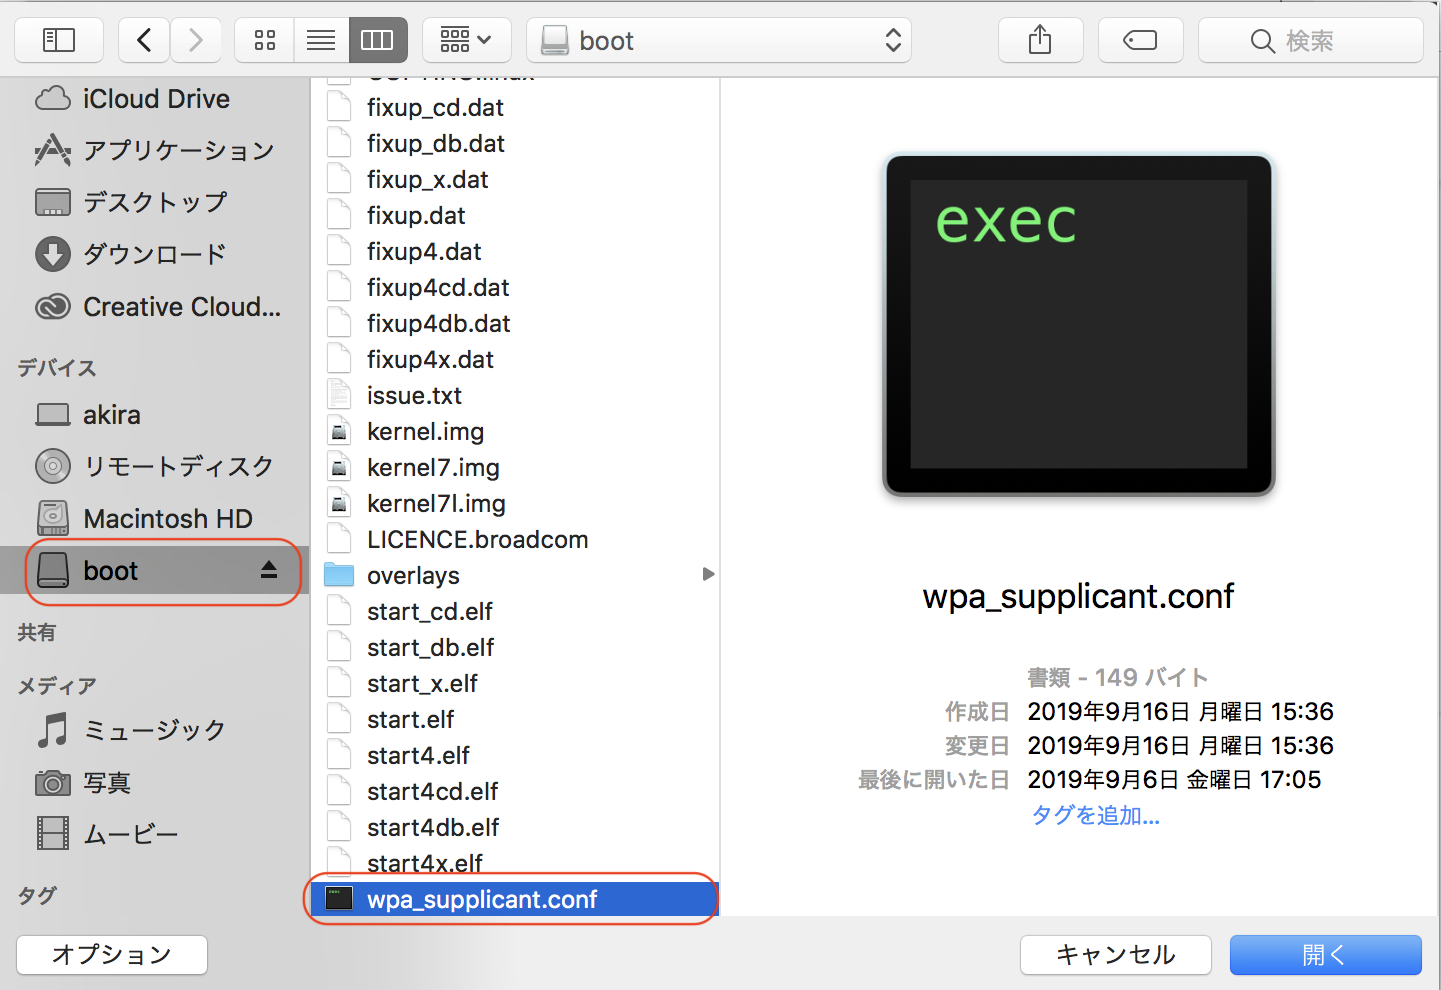 boot
検索
iCloud Drive
アプリケーション
デスクトップ
ダウンロード
Creative Cloud...
デバイス
akira
リモートディスク
Macintosh HD
boot
共有
メディア
ミュージック
写真
ムービー
タグ
fixup_cd.dat
fixup_db.dat
fixup_x.dat
fixup.dat
fixup4.dat
fixup4cd.dat
fixup4db.dat
fixup4x.dat
issue.txt
kernel.img
kernel7.img
kernel7l.img
LICENCE.broadcom
overlays
start_cd.elf
start_db.elf
start_x.elf
start.elf
start4.elf
start4cd.elf
start4db.elf
start4x.elf
wpa_supplicant.conf
exec
wpa_supplicant.conf
書類 - 149 バイト
作成日 2019年9月16日 月曜日 15:36
変更日 2019年9月16日 月曜日 15:36
最後に開いた日 2019年9月6日 金曜日 17:05
タグを追加...
オプション
キャンセル
開く